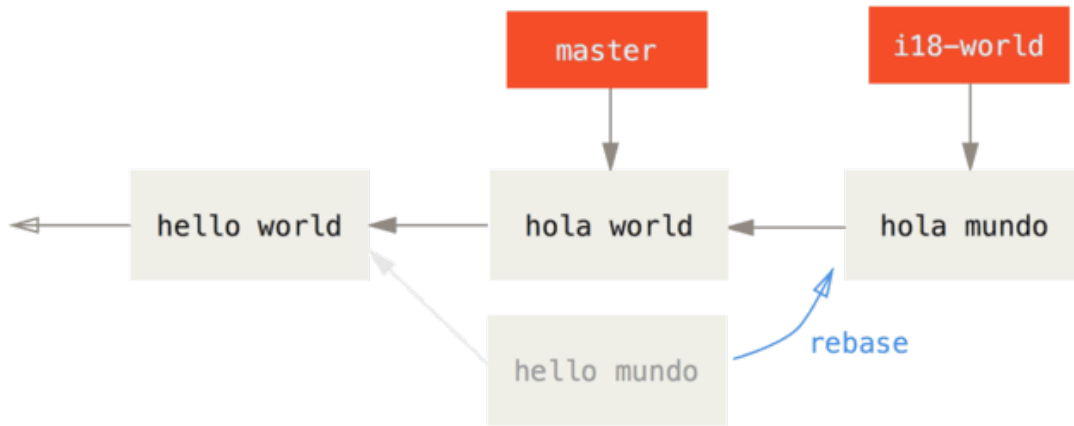 master
i18-world
hello world
hola world
hola mundo
rebase
hello mundo